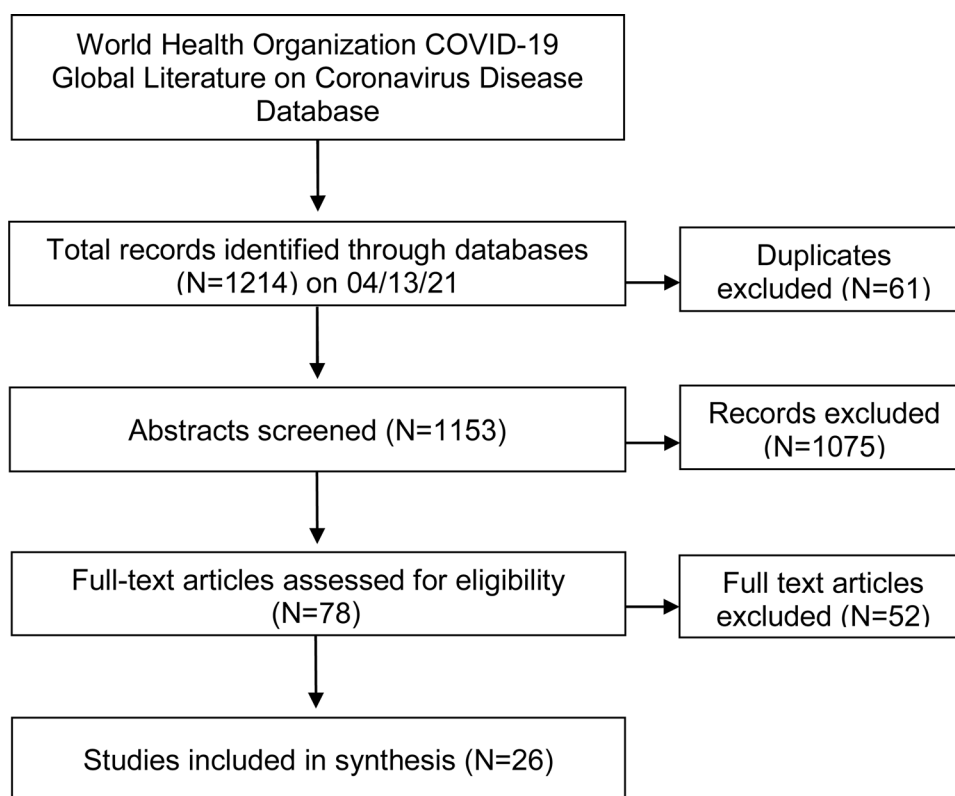 World Health Organization COVID-19
Global Literature on Coronavirus Disease
Database
Total records identified through databases
(N=1214) on 04/13/21
Duplicates
excluded (N=61)
Abstracts screened (N=1153)
Records excluded
(N=1075)
Full-text articles assessed for eligibility
(N=78)
Full text articles
excluded (N=52)
Studies included in synthesis (N=26)